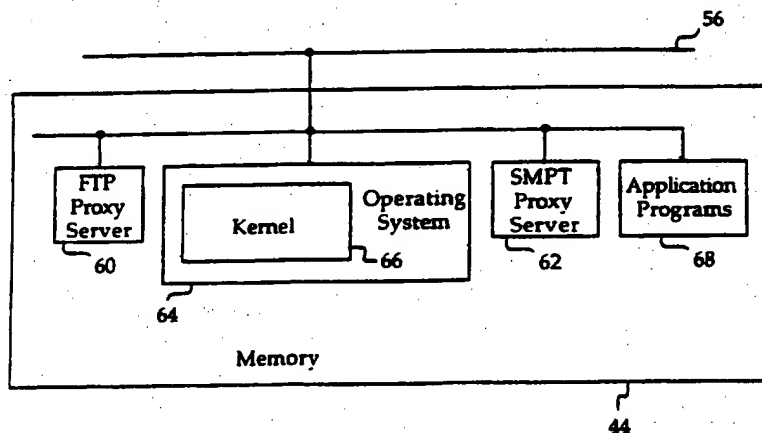 56
FTP
Proxy
Server
60
Kernel
66
Operating
System
64
SMPT
Proxy
Server
62
Application
Programs
68
Memory
44